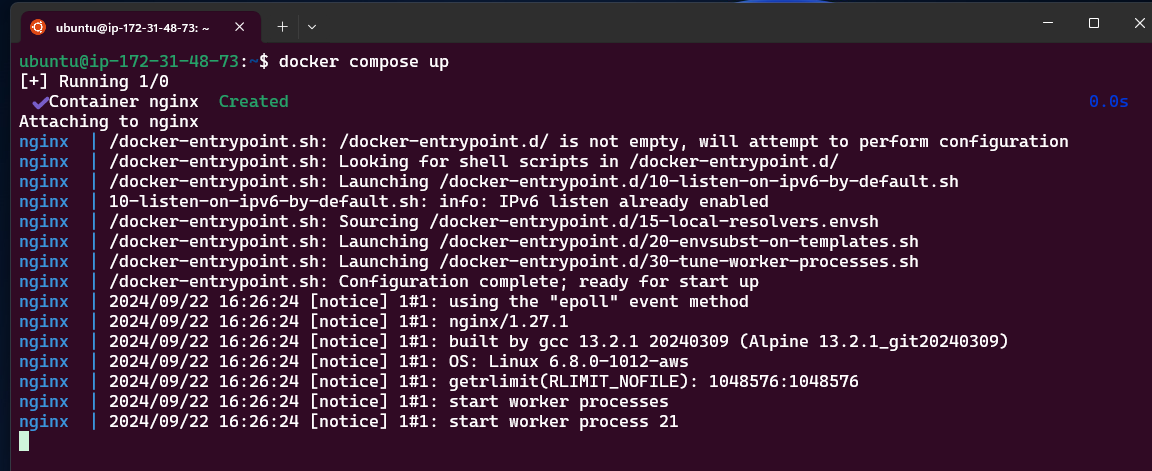 ubuntu@ip-172-31-48-73: ~
ubuntu@ip-172-31-48-73:~$ docker compose up
[+] Running 1/0
✔Container nginx  Created  0.0s
Attaching to nginx
nginx  | /docker-entrypoint.sh: /docker-entrypoint.d/ is not empty, will attempt to perform configuration
nginx  | /docker-entrypoint.sh: Looking for shell scripts in /docker-entrypoint.d/
nginx  | /docker-entrypoint.sh: Launching /docker-entrypoint.d/10-listen-on-ipv6-by-default.sh
nginx  | 10-listen-on-ipv6-by-default.sh: info: IPv6 listen already enabled
nginx  | /docker-entrypoint.sh: Sourcing /docker-entrypoint.d/15-local-resolvers.envsh
nginx  | /docker-entrypoint.sh: Launching /docker-entrypoint.d/20-envsubst-on-templates.sh
nginx  | /docker-entrypoint.sh: Launching /docker-entrypoint.d/30-tune-worker-processes.sh
nginx  | /docker-entrypoint.sh: Configuration complete; ready for start up
nginx  | 2024/09/22 16:26:24 [notice] 1#1: using the "epoll" event method
nginx  | 2024/09/22 16:26:24 [notice] 1#1: nginx/1.27.1
nginx  | 2024/09/22 16:26:24 [notice] 1#1: built by gcc 13.2.1 20240309 (Alpine 13.2.1_git20240309)
nginx  | 2024/09/22 16:26:24 [notice] 1#1: OS: Linux 6.8.0-1012-aws
nginx  | 2024/09/22 16:26:24 [notice] 1#1: getrlimit(RLIMIT_NOFILE): 1048576:1048576
nginx  | 2024/09/22 16:26:24 [notice] 1#1: start worker processes
nginx  | 2024/09/22 16:26:24 [notice] 1#1: start worker process 21